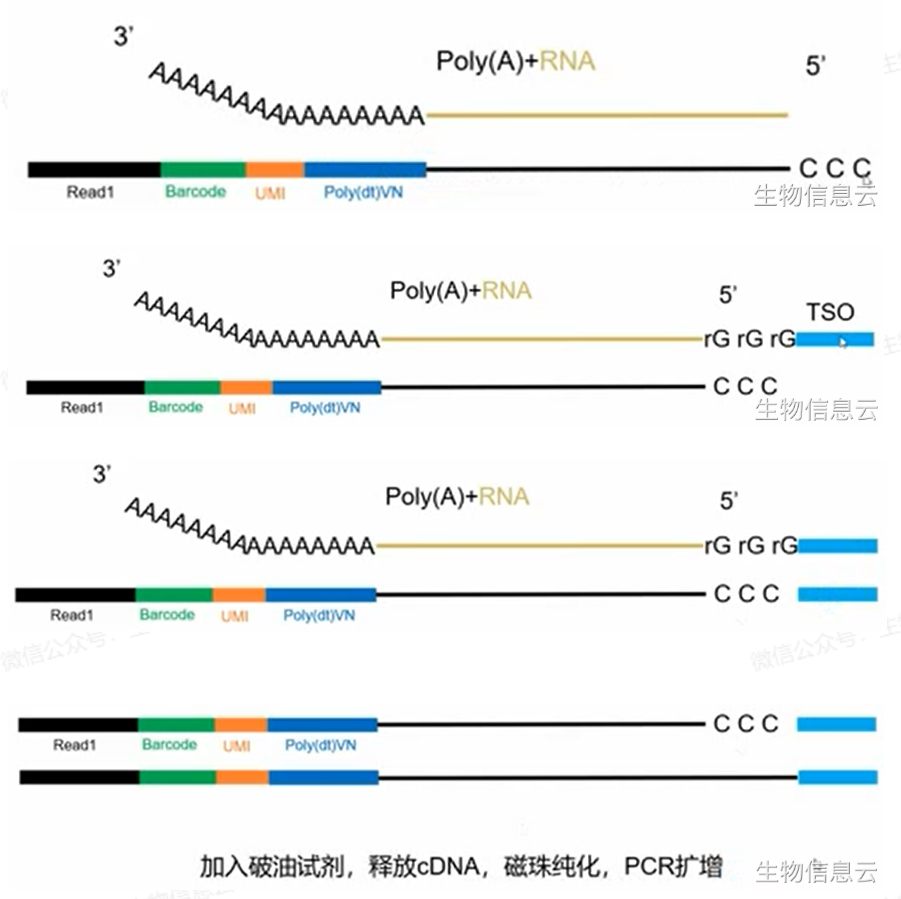 3’
Poly(A)+RNA
5’
AAAAAAAAAAAAAAAAA
C C C
Read1 Barcode UMI Poly(dt)VN
生物信息云
3’
Poly(A)+RNA
5’
TSO
AAAAAAAAAAAAAAAAA
rG rG rG
C C C
Read1 Barcode UMI Poly(dt)VN
生物信息云
3’
Poly(A)+RNA
5’
AAAAAAAAAAAAAAAAA
rG rG rG
C C C
Read1 Barcode UMI Poly(dt)VN
微信公众号:
微信公众号:
C C C
Read1 Barcode UMI Poly(dt)VN
加入破油试剂，释放cDNA，磁珠纯化，PCR扩增
生物信息云